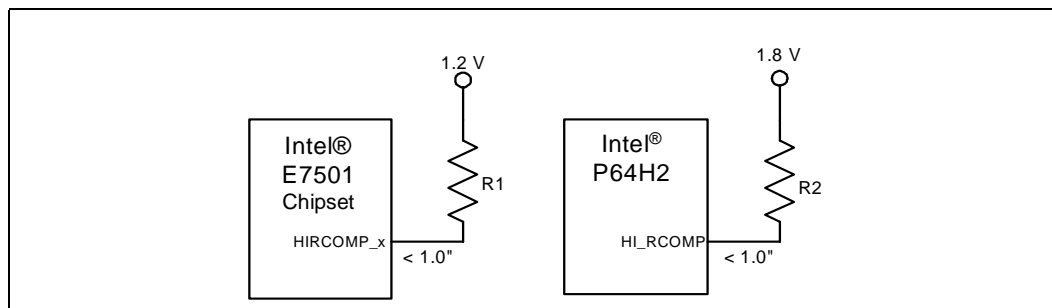 1.2 V
Intel®
E7501
Chipset
R1
HIRCOMP_x
< 1.0"
1.8 V
Intel®
P64H2
R2
HI_RCOMP
< 1.0"